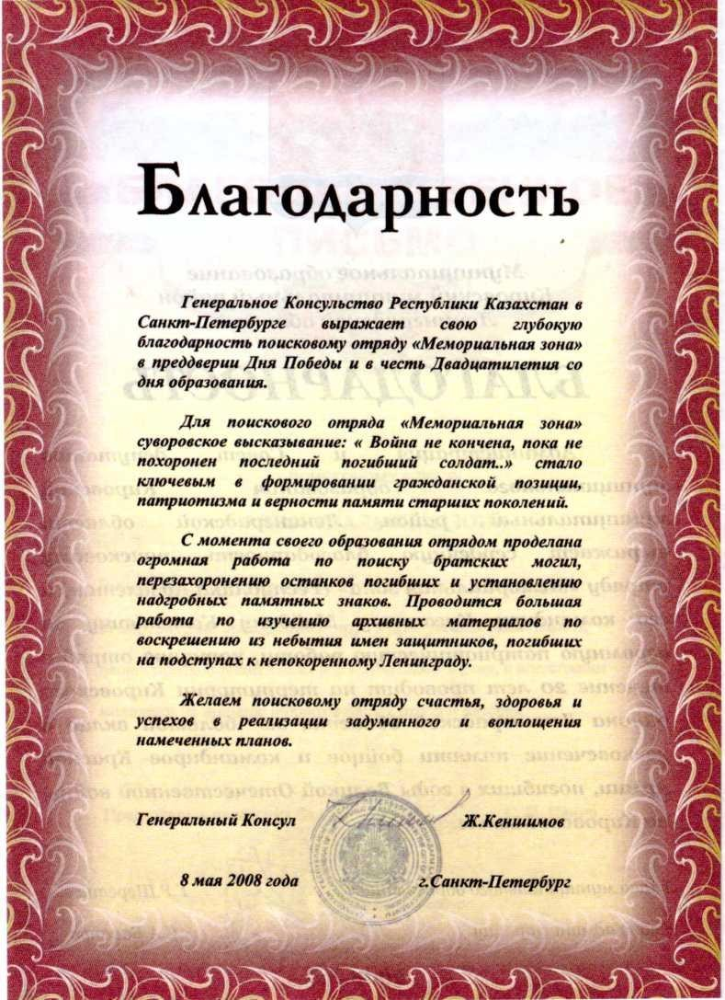 Благодарность
Генеральное Консульство Республики Казахстан в
Санкт-Петербурге выражает свою глубокую
благодарность поисковому отряду «Мемориальная зона»
в преддверии Дня Победы и в честь Двадцатилетия со
дня образования.
Для поискового отряда «Мемориальная зона»
суворовское высказывание: « Война не кончена, пока не
похоронен последний погибший солдат..» стало
ключевым в формировании гражданской позиции,
патриотизма и верности памяти старших поколений.
С момента своего образования отрядом проделана
огромная работа по поиску братских могил,
перезахоронению останков погибших и установлению
надгробных памятных знаков. Проводится большая
работа по изучению архивных материалов по
воскрешению из небытия имен защитников, погибших
на подступах к непокоренному Ленинграду.
Желаем поисковому отряду счастья, здоровья и
успехов в реализации задуманного и воплощения
намеченных планов.
Генеральный Консул Ж.Кеншимов
8 мая 2008 года г.Санкт-Петербург